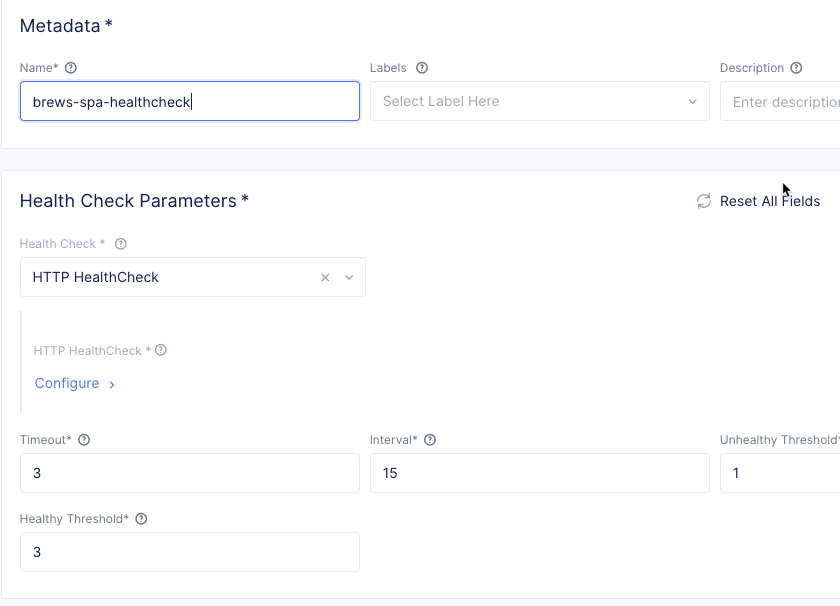 Metadata *
Name* Labels Description
brews-spa-healthcheck Select Label Here Enter descriptio
Health Check Parameters * Reset All Fields
Health Check *
HTTP HealthCheck
HTTP HealthCheck *
Configure
Timeout* Interval* Unhealthy Threshold*
3 15 1
Healthy Threshold*
3